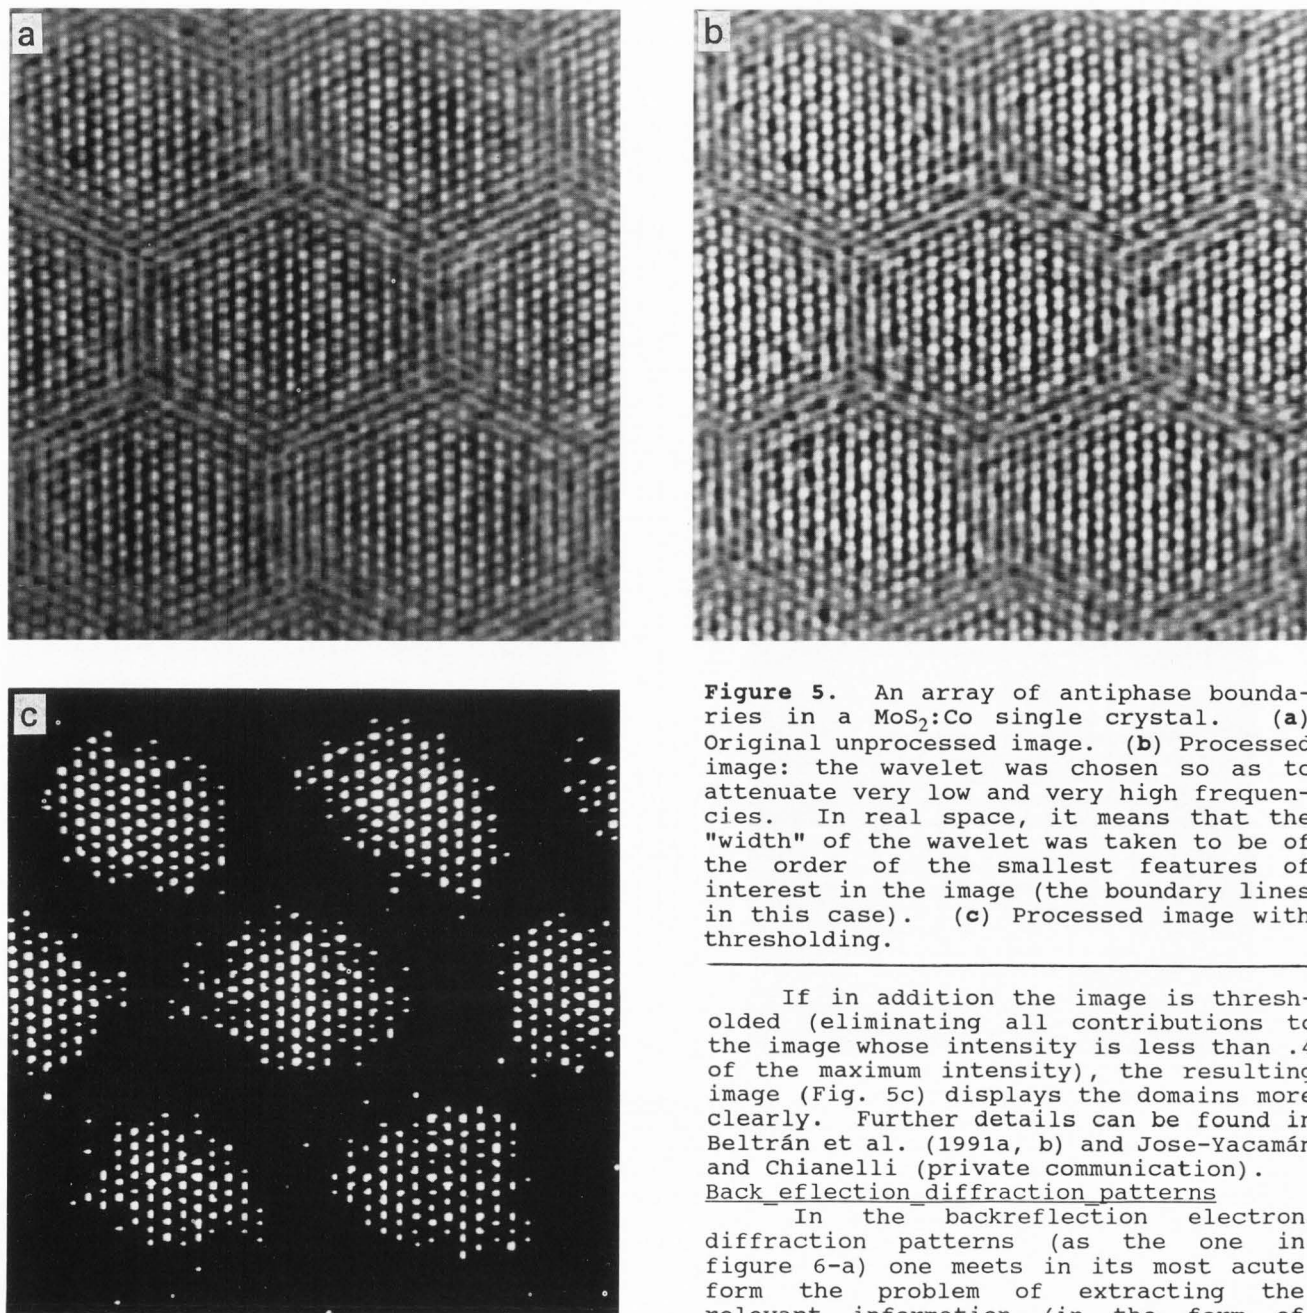 a
b
c
Figure 5. An array of antiphase bounda-
ries in a MoS₂:Co single crystal. (a)
Original unprocessed image. (b) Processed
image: the wavelet was chosen so as to
attenuate very low and very high frequen-
cies. In real space, it means that the
"width" of the wavelet was taken to be of
the order of the smallest features of
interest in the image (the boundary lines
in this case). (c) Processed image with
thresholding.
If in addition the image is thresh-
olded (eliminating all contributions to
the image whose intensity is less than .4
of the maximum intensity), the resulting
image (Fig. 5c) displays the domains more
clearly. Further details can be found in
Beltrán et al. (1991a, b) and Jose-Yacamán
and Chianelli (private communication).
Back eflection diffraction patterns
In the backreflection electron
diffraction patterns (as the one in
figure 6-a) one meets in its most acute
form the problem of extracting the
relevant information (in the form of